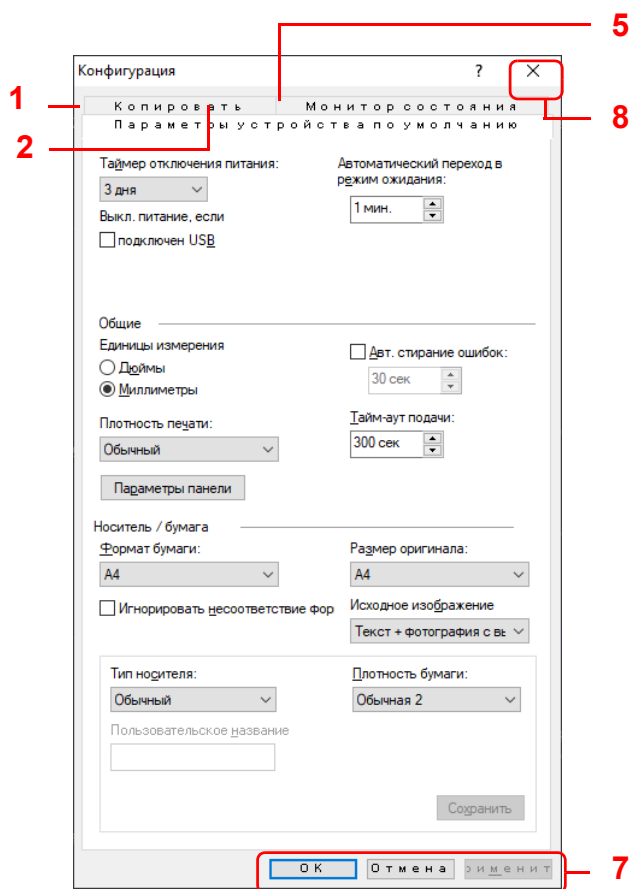 5
Конфигурация ?
8
1
Копировать Монитор состояния
2
Параметры устройства по умолчанию
Таймер отключения питания: Автоматический переход в
режим ожидания:
3 дня 1 мин.
Выкл. питание, если
подключен USB
Общие
Единицы измерения
Авт. стирание ошибок:
Дюймы
30 сек
Миллиметры
Плотность печати: Тайм-аут подачи:
Обычный 300 сек
Параметры панели
Носитель / бумага
Формат бумаги: Размер оригинала:
A4 A4
Игнорировать несоответствие фор Исходное изображение
Текст + фотография с вы
Тип носителя: Плотность бумаги:
Обычный Обычная 2
Пользовательское название
Сохранить
OK Отмена рименит 7